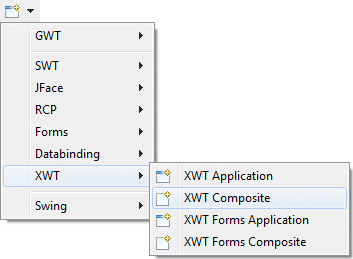 GWT
SWT
JFace
RCP
Forms
Databinding
XWT
Swing
XWT Application
XWT Composite
XWT Forms Application
XWT Forms Composite